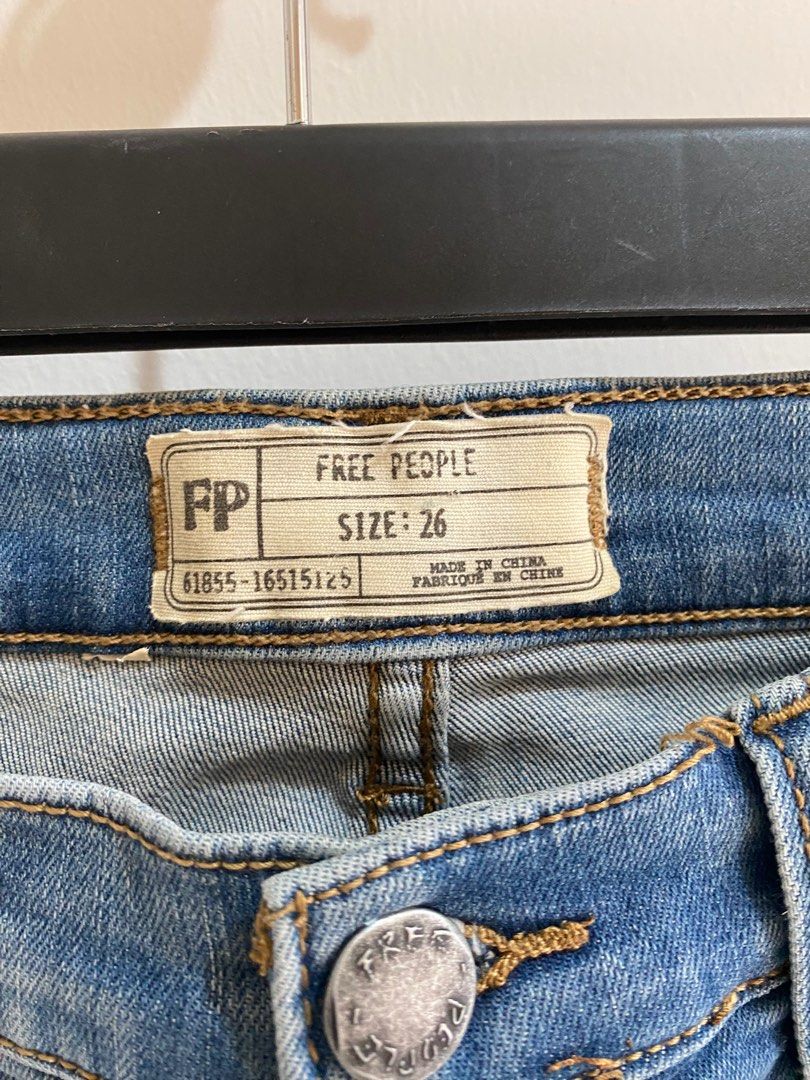 FP
FREE PEOPLE
SIZE: 26
61855-16515125
MADE IN CHINA
FABRIQUÉ EN CHINE
FREE - PEOPLE -